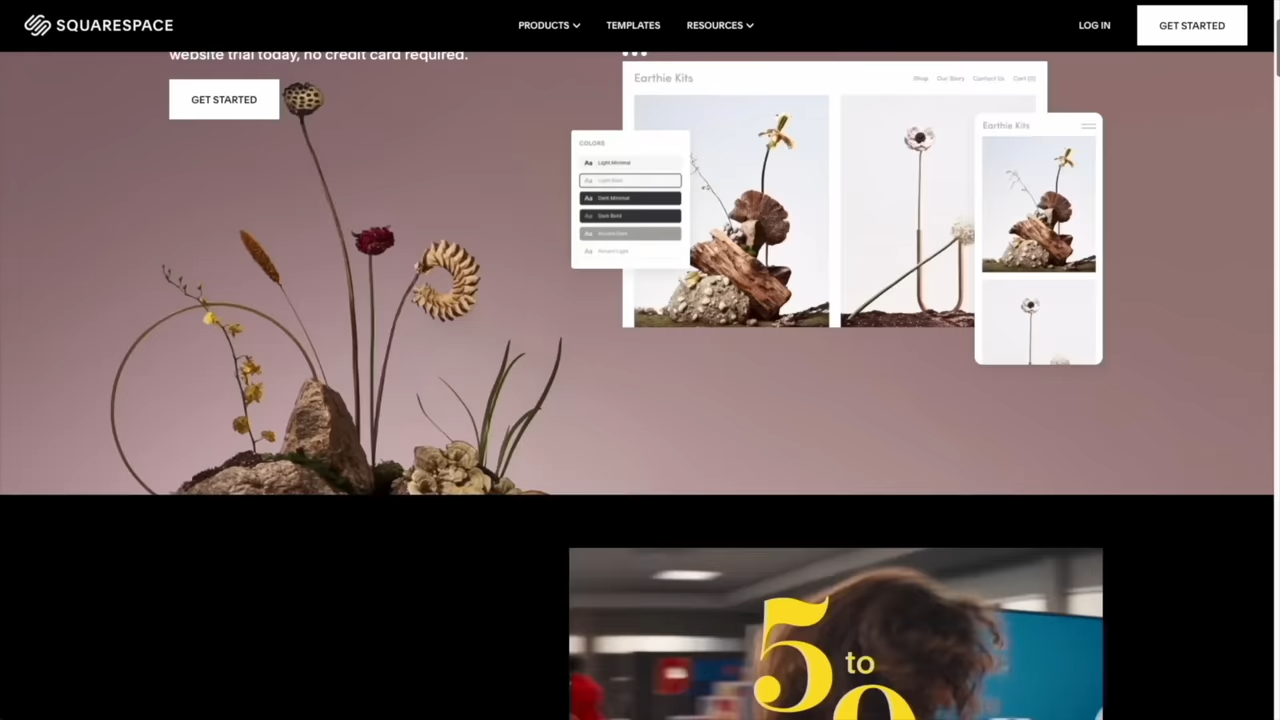 SQUARESPACE
PRODUCTS
TEMPLATES
RESOURCES
LOG IN
GET STARTED
website trial today, no credit card required.
GET STARTED
Earthie Kits
Shop
Our Story
Contact Us
Cart (0)
COLORS
Aa Light Minimal
Aa Light Bold
Aa Dark Minimal
Aa Dark Bold
Aa Accent Dark
Aa Accent Light
Earthie Kits
5 to
9